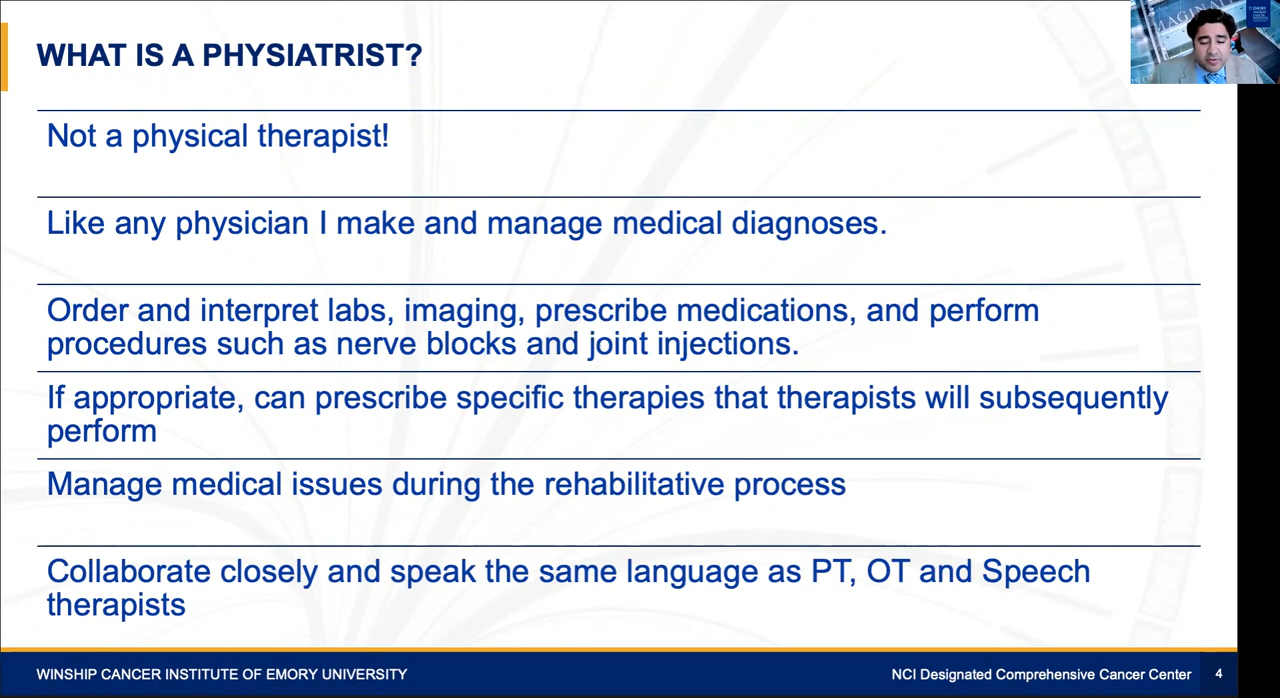 WHAT IS A PHYSIATRIST?
Not a physical therapist!
Like any physician I make and manage medical diagnoses.
Order and interpret labs, imaging, prescribe medications, and perform
procedures such as nerve blocks and joint injections.
If appropriate, can prescribe specific therapies that therapists will subsequently
perform
Manage medical issues during the rehabilitative process
Collaborate closely and speak the same language as PT, OT and Speech
therapists
WINSHIP CANCER INSTITUTE OF EMORY UNIVERSITY
NCI Designated Comprehensive Cancer Center
4
EMORY